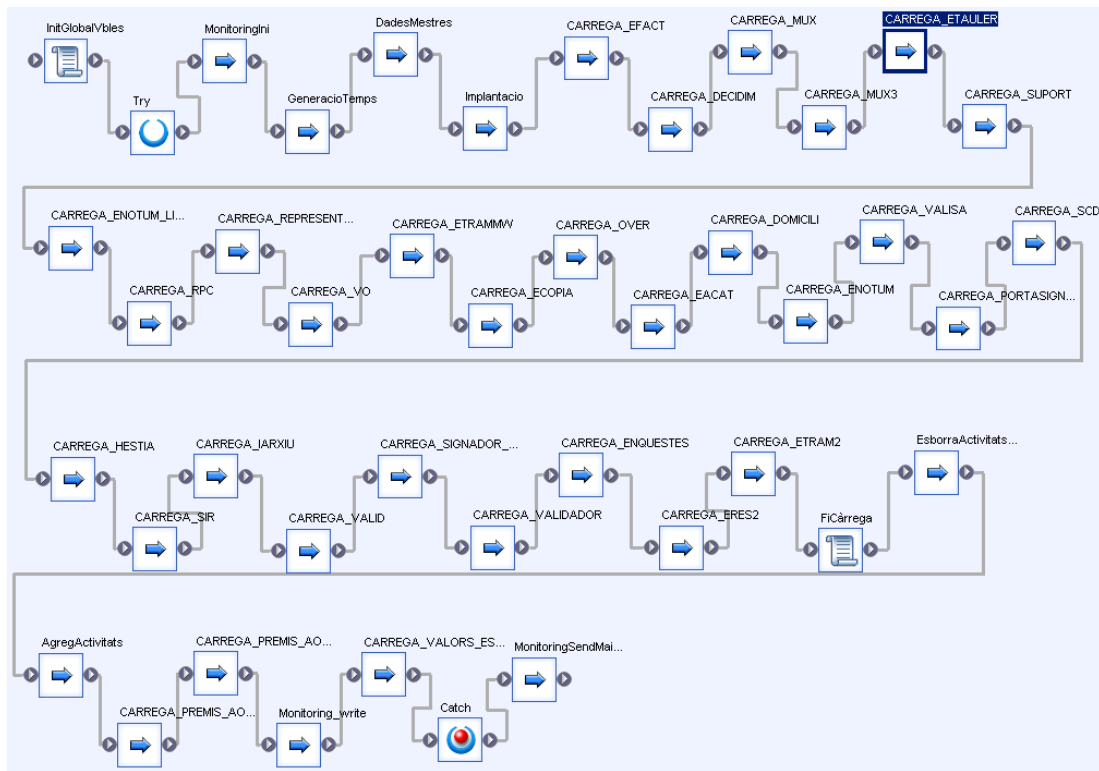 InitGlobalVbles
Try
MonitoringIni
GeneracioTemps
DadesMestres
Implantacio
CARREGA_EFACT
CARREGA_DECIDIM
CARREGA_MUX
CARREGA_MUX3
CARREGA_ETAULER
CARREGA_SUPORT
CARREGA_ENOTUM_LI...
CARREGA_RPC
CARREGA_REPRESENT...
CARREGA_VO
CARREGA_ETRAMMW
CARREGA_ECOPIA
CARREGA_OVER
CARREGA_EACAT
CARREGA_DOMICILI
CARREGA_ENOTUM
CARREGA_VALISA
CARREGA_PORTASIGN...
CARREGA_SCD
CARREGA_HESTIA
CARREGA_SIR
CARREGA_IARXIU
CARREGA_VALID
CARREGA_SIGNADOR_...
CARREGA_VALIDADOR
CARREGA_ENQUESTES
CARREGA_ERES2
CARREGA_ETRAM2
FiCàrrega
EsborraActivitats...
AgregActivitats
CARREGA_PREMIS_AO...
CARREGA_PREMIS_AO...
Monitoring_write
CARREGA_VALORS_ES...
Catch
MonitoringSendMai...